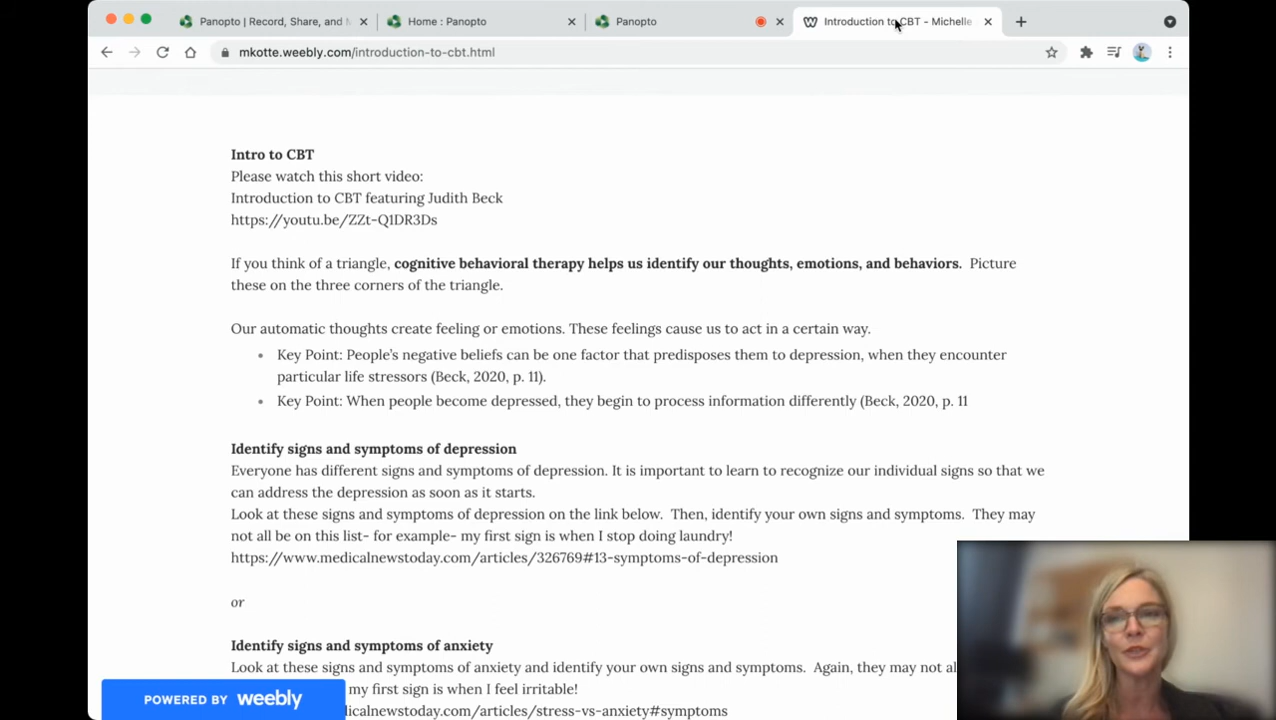 Panopto | Record, Share, and
Home : Panopto
Panopto
Introduction to CBT - Michelle
mkotte.weebly.com/introduction-to-cbt.html
Intro to CBT
Please watch this short video:
Introduction to CBT featuring Judith Beck
https://youtu.be/ZZt-Q1DR3Ds
If you think of a triangle, cognitive behavioral therapy helps us identify our thoughts, emotions, and behaviors. Picture
these on the three corners of the triangle.
Our automatic thoughts create feeling or emotions. These feelings cause us to act in a certain way.
Key Point: People's negative beliefs can be one factor that predisposes them to depression, when they encounter
particular life stressors (Beck, 2020, p. 11).
Key Point: When people become depressed, they begin to process information differently (Beck, 2020, p. 11
Identify signs and symptoms of depression
Everyone has different signs and symptoms of depression. It is important to learn to recognize our individual signs so that we
can address the depression as soon as it starts.
Look at these signs and symptoms of depression on the link below. Then, identify your own signs and symptoms. They may
not all be on this list- for example- my first sign is when I stop doing laundry!
https://www.medicalnewstoday.com/articles/326769#13-symptoms-of-depression
or
Identify signs and symptoms of anxiety
Look at these signs and symptoms of anxiety and identify your own signs and symptoms. Again, they may not al
my first sign is when I feel irritable!
POWERED BY weebly
icalnewstoday.com/articles/stress-vs-anxiety#symptoms